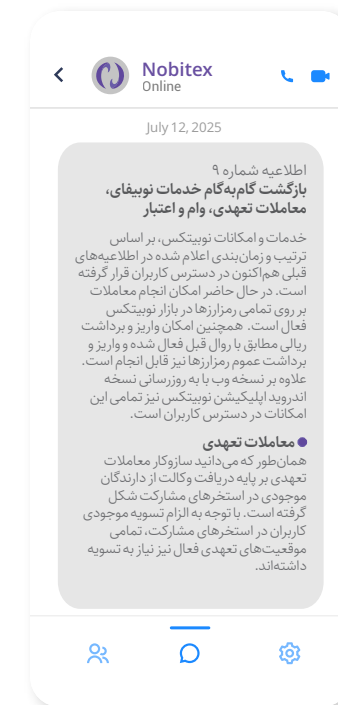 Nobitex
Online
July 12, 2025
اطلاعیه شماره ۹
بازگشت گام‌به‌گام خدمات نوبیفای،
معاملات تعهدی، وام و اعتبار
خدمات و امکانات نوبیتکس، بر اساس
ترتیب و زمان‌بندی اعلام شده در اطلاعیه‌های
قبلی هم‌اکنون در دسترس کاربران قرار گرفته
است. در حال حاضر امکان انجام معاملات
بر روی تمامی رمزارزها در بازار نوبیتکس
فعال است. همچنین امکان واریز و برداشت
ریالی مطابق با روال قبل فعال شده و واریز و
برداشت عموم رمزارزها نیز قابل انجام است.
علاوه بر نسخه وب با به روزرسانی نسخه
اندروید اپلیکیشن نوبیتکس نیز تمامی این
امکانات در دسترس کاربران است.
معاملات تعهدی
همان‌طور که می‌دانید سازوکار معاملات
تعهدی بر پایه دریافت وکالت از دارندگان
موجودی در استخرهای مشارکت شکل
گرفته است. با توجه به الزام تسویه موجودی
کاربران در استخرهای مشارکت، تمامی
موقعیت‌های تعهدی فعال نیز نیاز به تسویه
داشته‌اند.